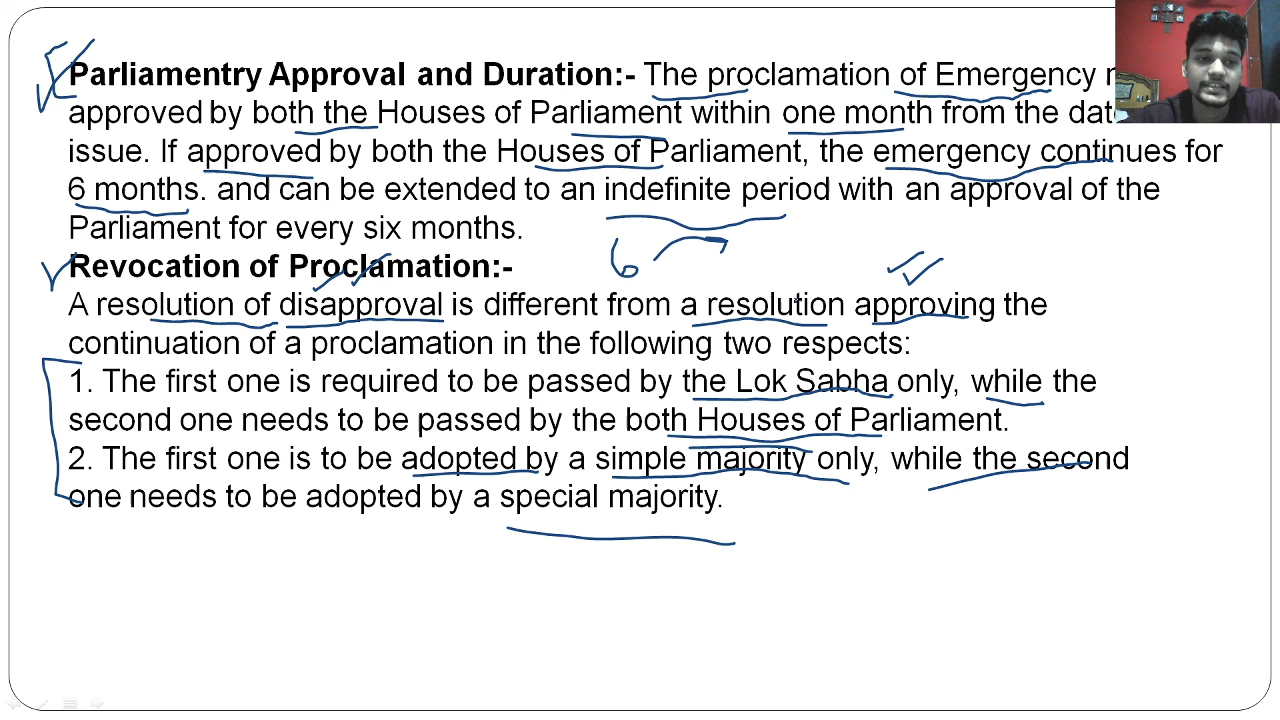 Parliamentry Approval and Duration:- The proclamation of Emergency
approved by both the Houses of Parliament within one month from the
issue. If approved by both the Houses of Parliament, the emergency continues for
6 months. and can be extended to an indefinite period with an approval of the
Parliament for every six months.
6
Revocation of Proclamation:-
A resolution of disapproval is different from a resolution approving the
continuation of a proclamation in the following two respects:
1. The first one is required to be passed by the Lok Sabha only, while the
second one needs to be passed by the both Houses of Parliament.
2. The first one is to be adopted by a simple majority only, while the second
one needs to be adopted by a special majority.